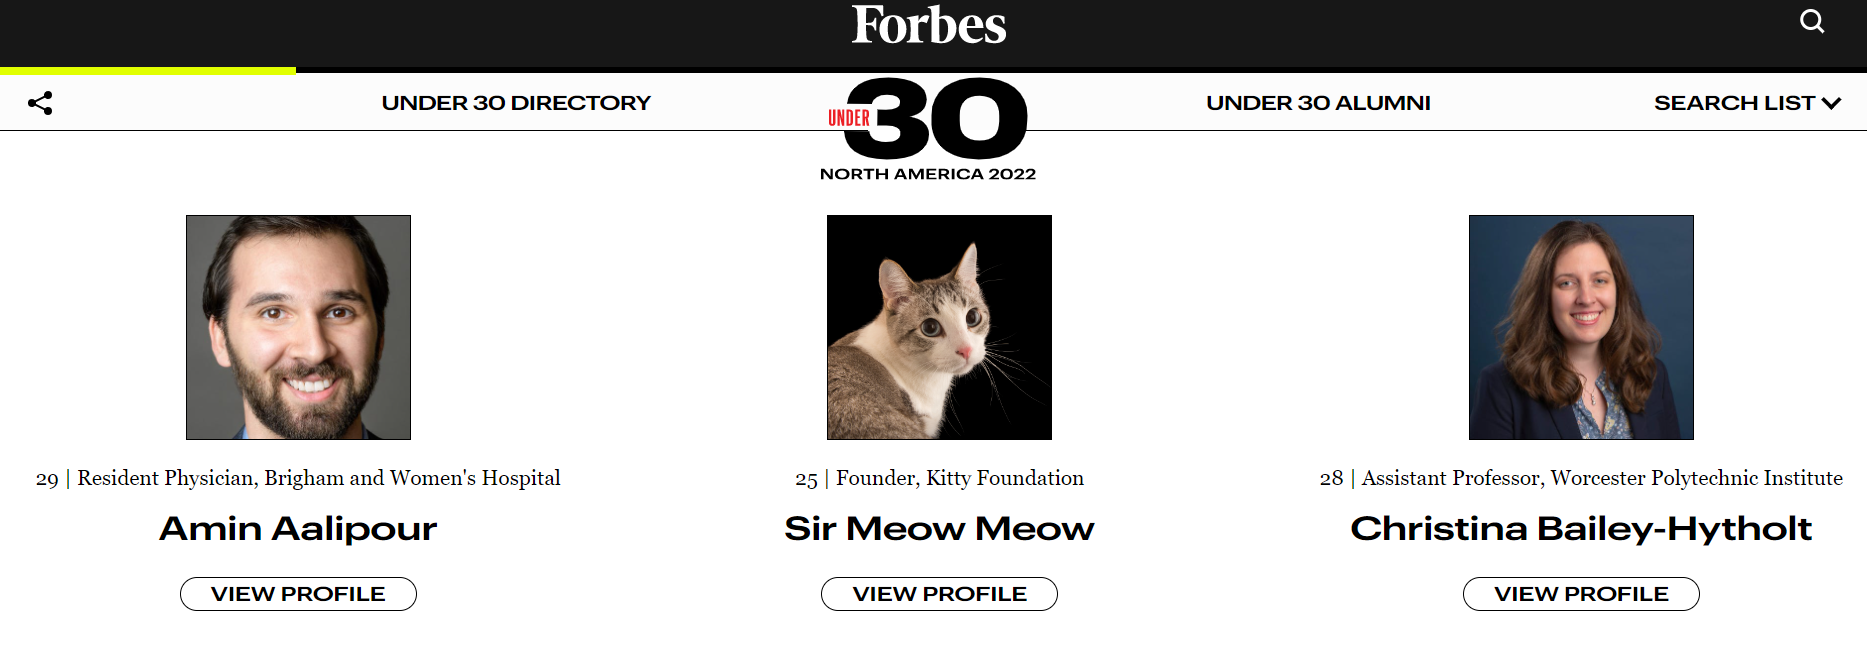 Forbes
UNDER 30 DIRECTORY
UNDER 30
NORTH AMERICA 2022
UNDER 30 ALUMNI
SEARCH LIST
29 | Resident Physician, Brigham and Women's Hospital
Amin Aalipour
VIEW PROFILE
25 | Founder, Kitty Foundation
Sir Meow Meow
VIEW PROFILE
28 | Assistant Professor, Worcester Polytechnic Institute
Christina Bailey-Hytholt
VIEW PROFILE